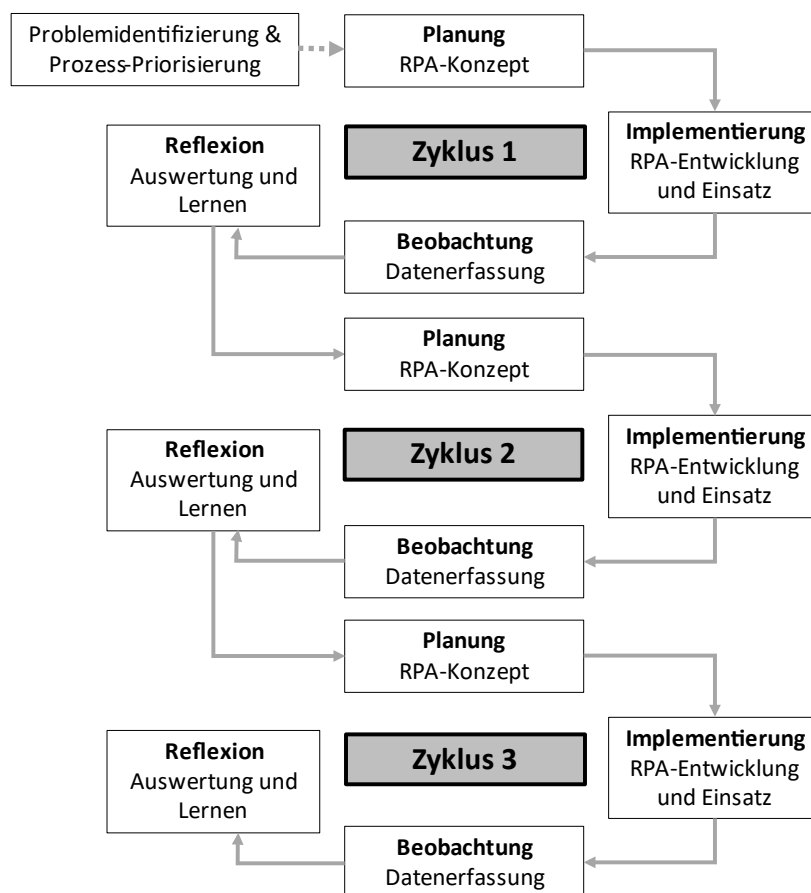 Problemidentifizierung &
Prozess-Priorisierung
Planung
RPA-Konzept
Implementierung
RPA-Entwicklung
und Einsatz
Zyklus 1
Reflexion
Auswertung und
Lernen
Beobachtung
Datenerfassung
Planung
RPA-Konzept
Implementierung
RPA-Entwicklung
und Einsatz
Zyklus 2
Reflexion
Auswertung und
Lernen
Beobachtung
Datenerfassung
Planung
RPA-Konzept
Implementierung
RPA-Entwicklung
und Einsatz
Zyklus 3
Reflexion
Auswertung und
Lernen
Beobachtung
Datenerfassung